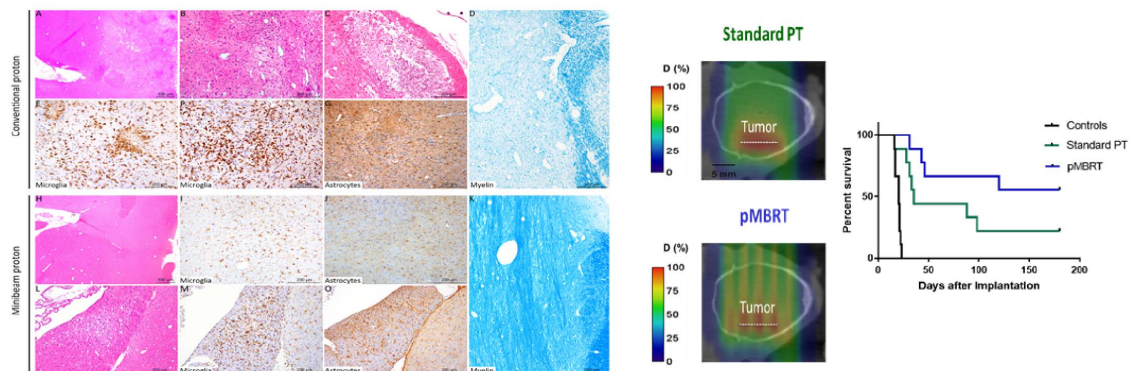 Conventional proton
A
B
C
D
E
Microglia
F
Microglia
G
Astrocytes
Myelin
Minibeam proton
H
I
Microglia
J
Astrocytes
K
L
M
Microglia
O
Astrocytes
Myelin
Standard PT
D (%)
100
75
50
25
0
Tumor
5 mm
pMBRT
D (%)
100
75
50
25
0
Tumor
Controls
Standard PT
pMBRT
Percent survival
100
50
0
0
50
100
150
200
Days after Implantation